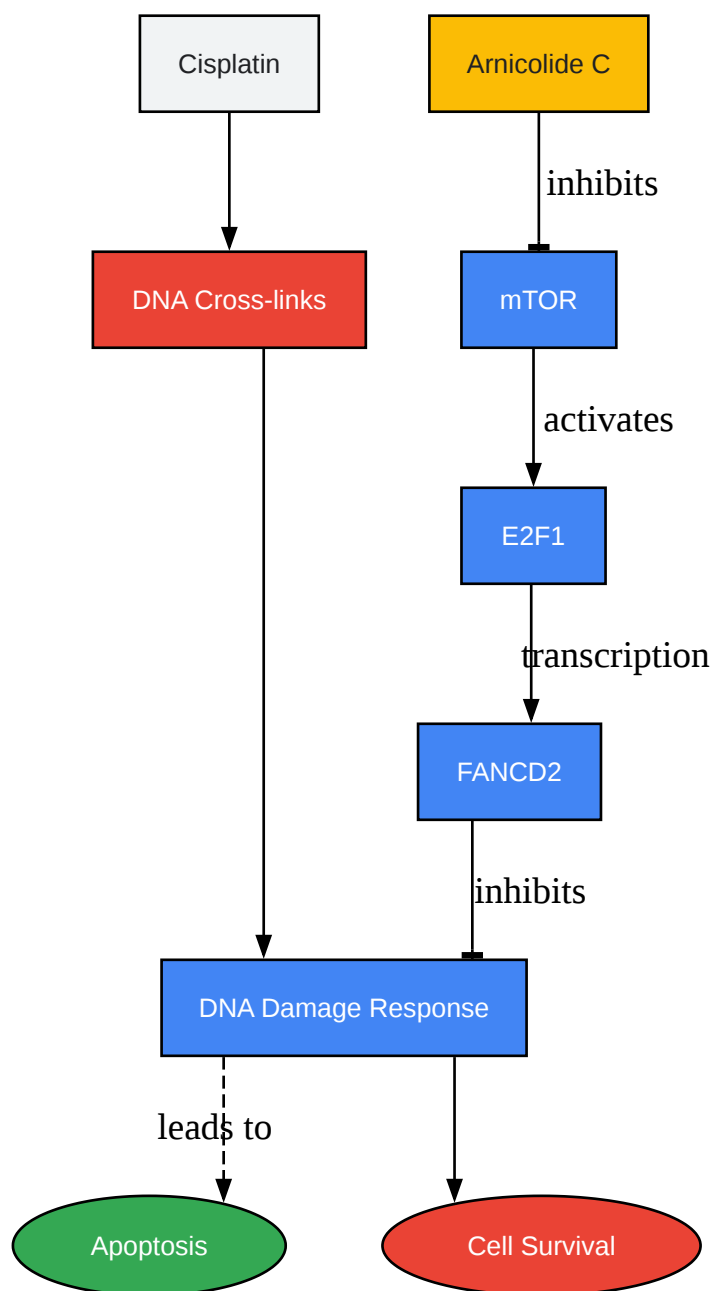 Cisplatin
Arnicolide C
inhibits
DNA Cross-links
mTOR
activates
E2F1
transcription
FANCD2
inhibits
DNA Damage Response
leads to
Apoptosis
Cell Survival